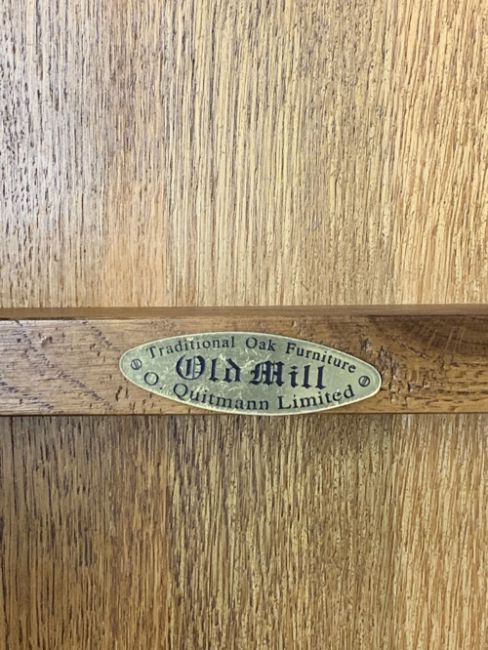 Traditional Oak Furniture
Old Mill
O. Quitmann Limited